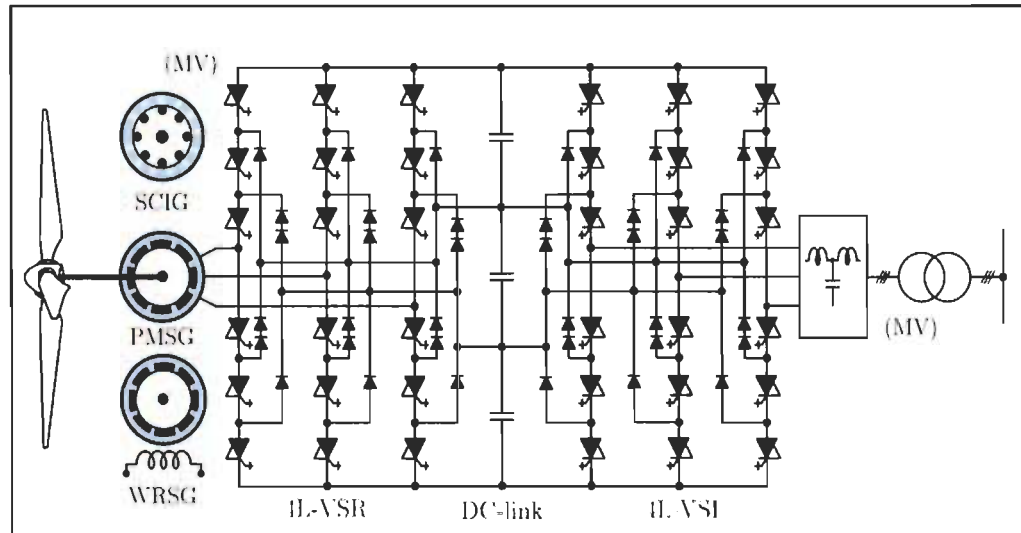 (MV)
SCIG
PMSG
WRSG
4L-VSR
DC-link
4L-VSI
(MV)